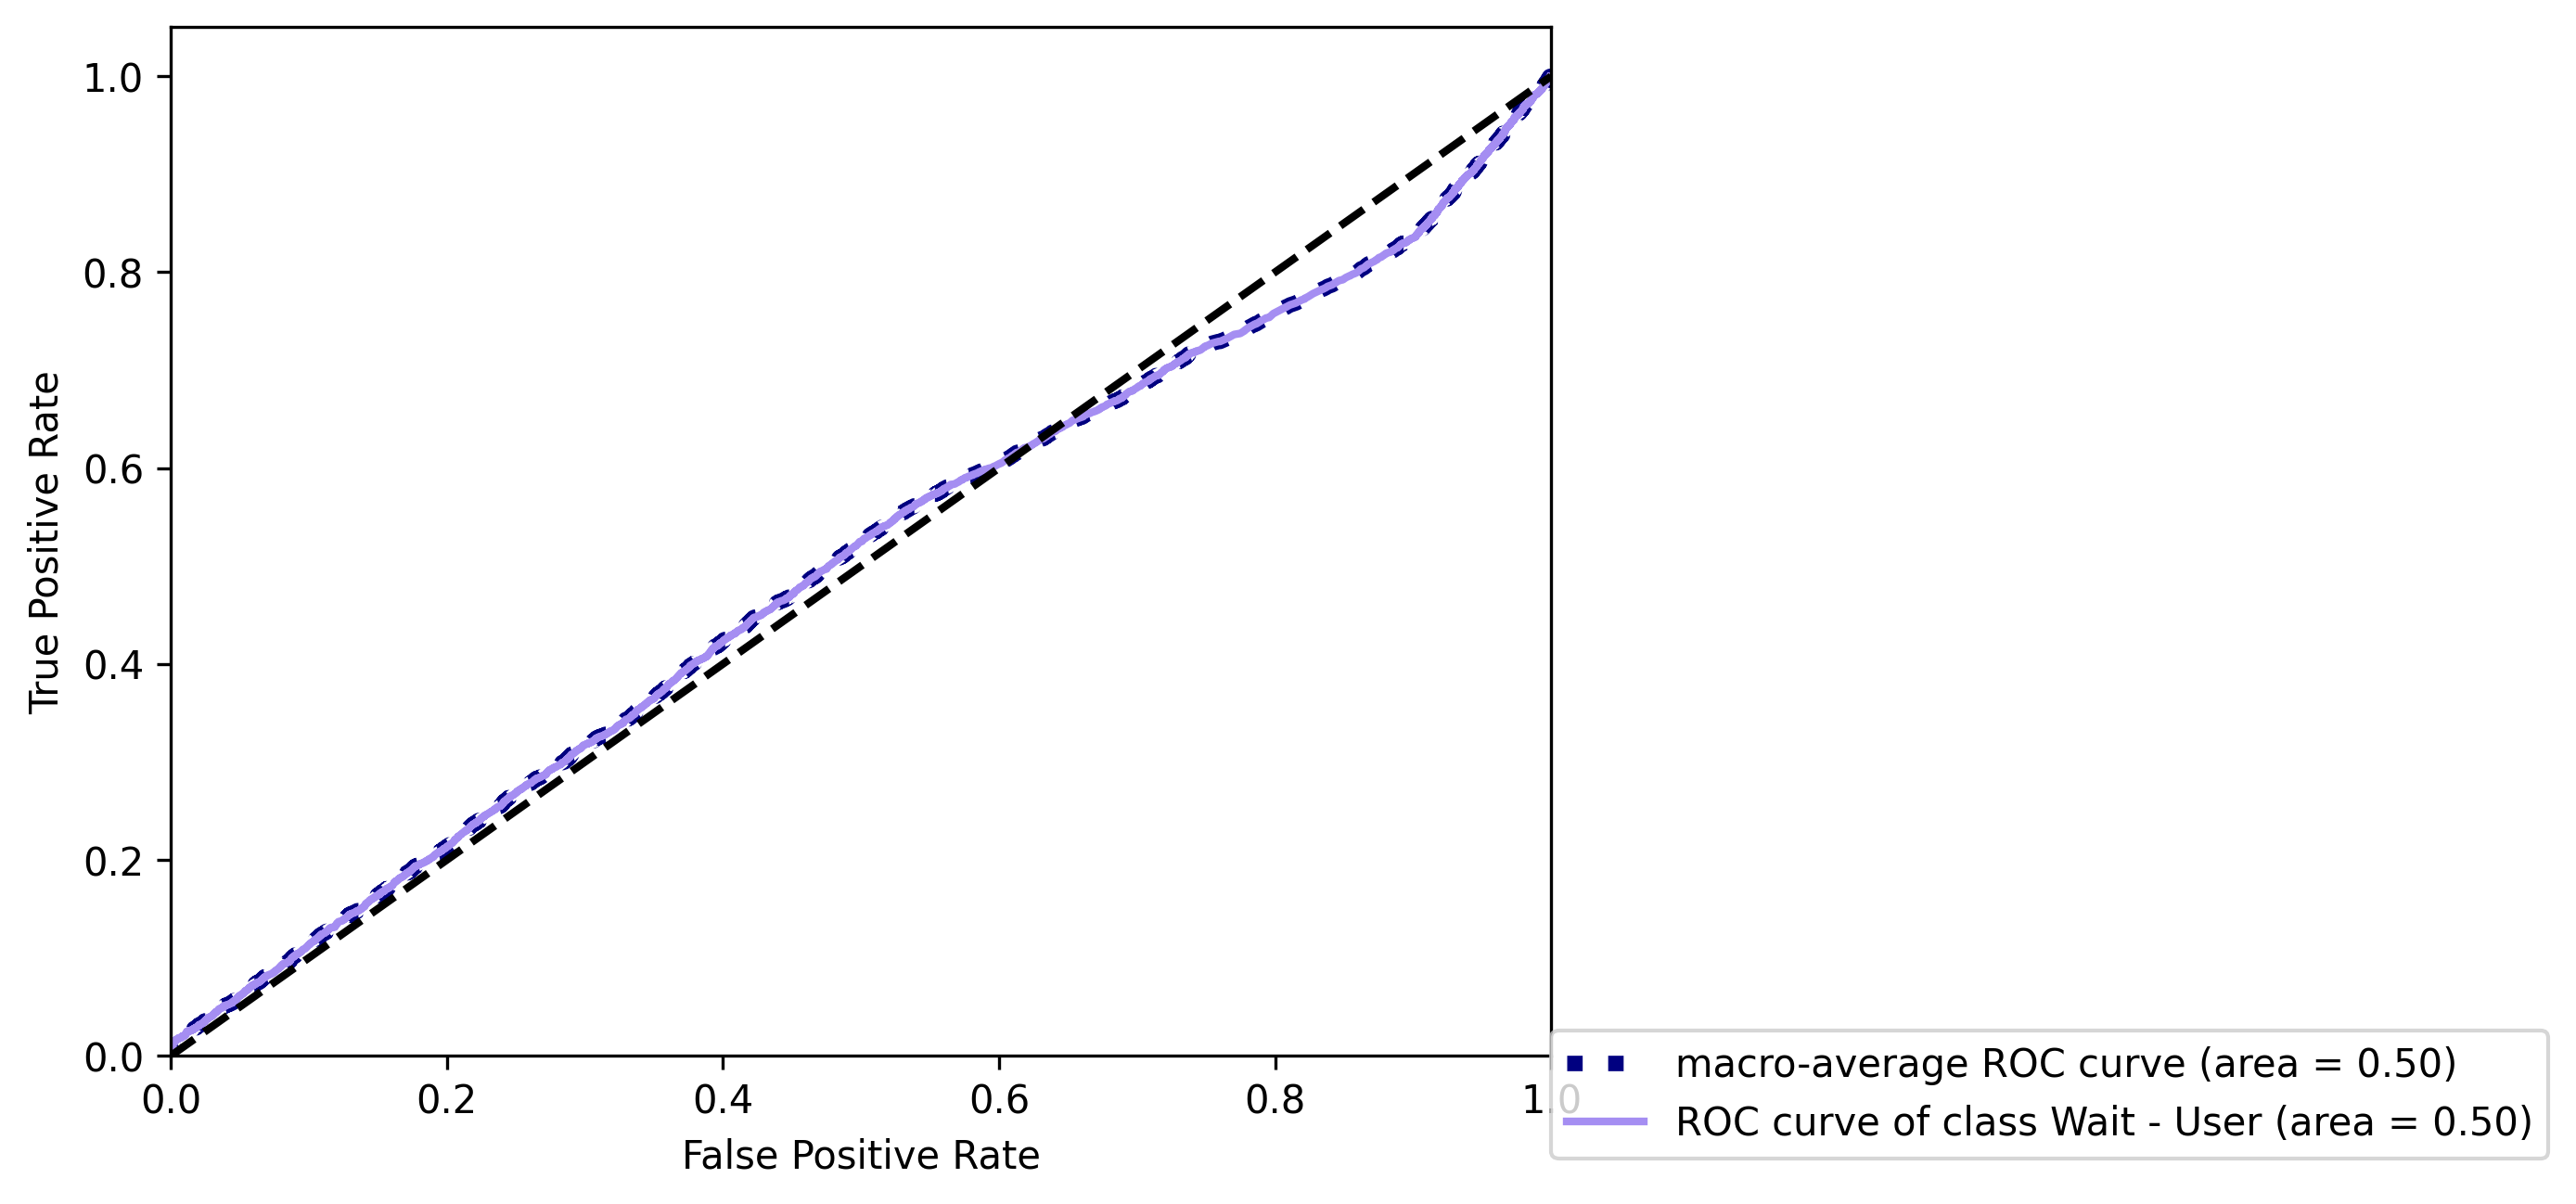 1.0
0.8
0.6
0.4
0.2
0.0
True Positive Rate
0.0 0.2 0.4 0.6 0.8 1.0
False Positive Rate
macro-average ROC curve (area = 0.50)
ROC curve of class Wait - User (area = 0.50)